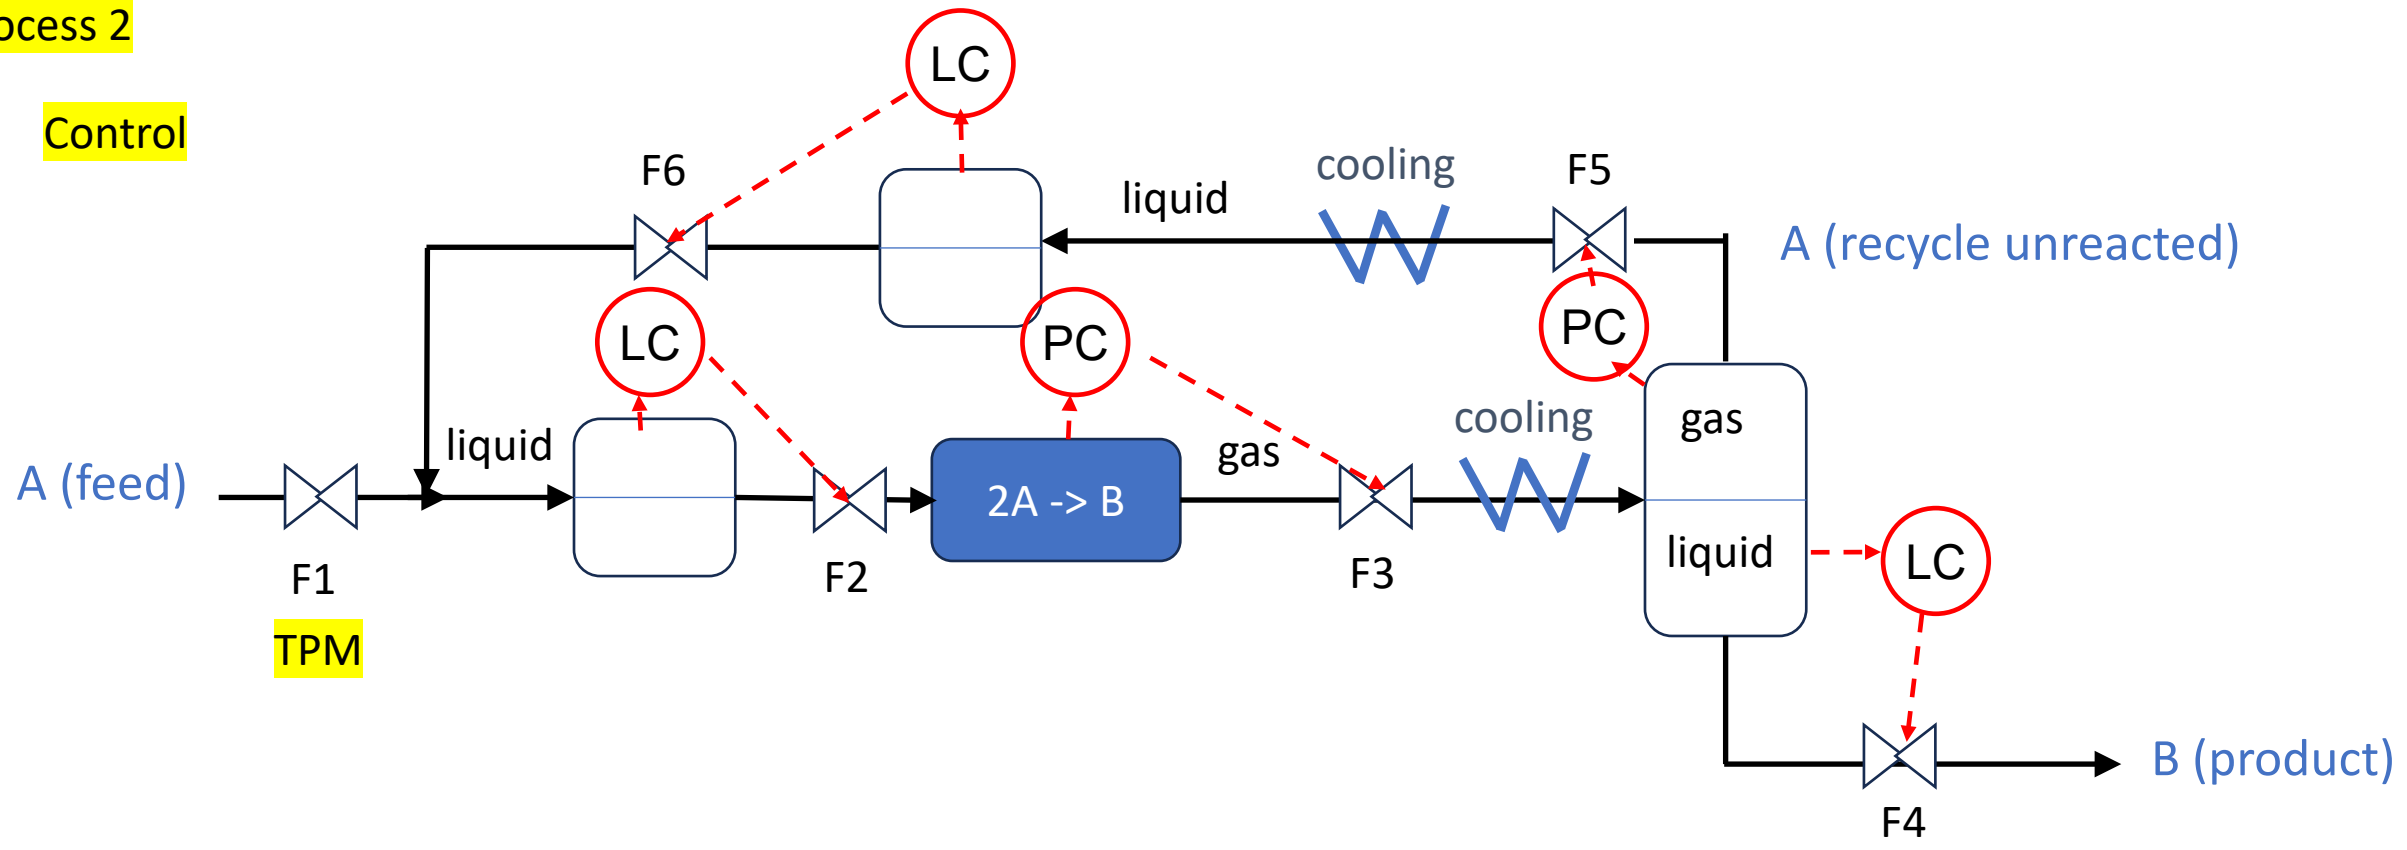 ocess 2
Control
LC
F6
liquid
cooling
F5
A (recycle unreacted)
LC
PC
PC
A (feed)
liquid
gas
cooling
gas
2A -> B
F1
F2
F3
liquid
LC
TPM
B (product)
F4